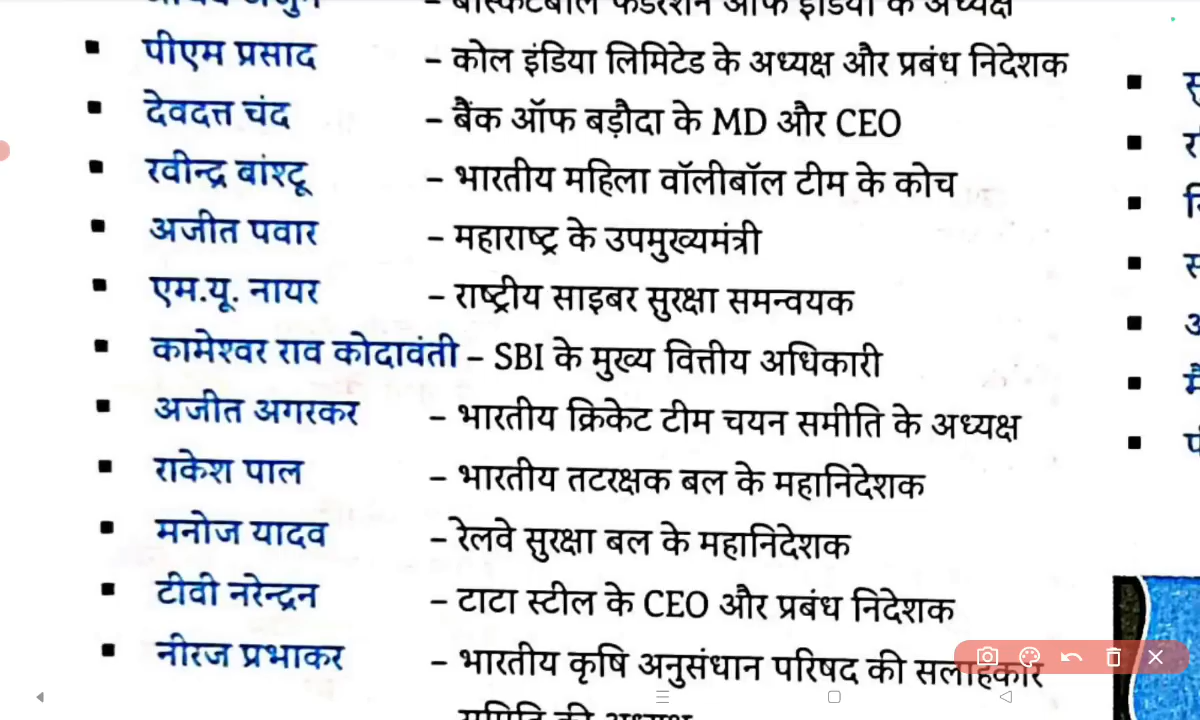 पीएम प्रसाद – कोल इंडिया लिमिटेड के अध्यक्ष और प्रबंध निदेशक
देवदत्त चंद – बैंक ऑफ बड़ौदा के MD और CEO
रवीन्द्र बांश्टू – भारतीय महिला वॉलीबॉल टीम के कोच
अजीत पवार – महाराष्ट्र के उपमुख्यमंत्री
एम.यू. नायर – राष्ट्रीय साइबर सुरक्षा समन्वयक
कामेश्वर राव कोदावंती – SBI के मुख्य वित्तीय अधिकारी
अजीत अगरकर – भारतीय क्रिकेट टीम चयन समीति के अध्यक्ष
राकेश पाल – भारतीय तटरक्षक बल के महानिदेशक
मनोज यादव – रेलवे सुरक्षा बल के महानिदेशक
टीवी नरेन्द्रन – टाटा स्टील के CEO और प्रबंध निदेशक
नीरज प्रभाकर – भारतीय कृषि अनुसंधान परिषद की सलाहकार